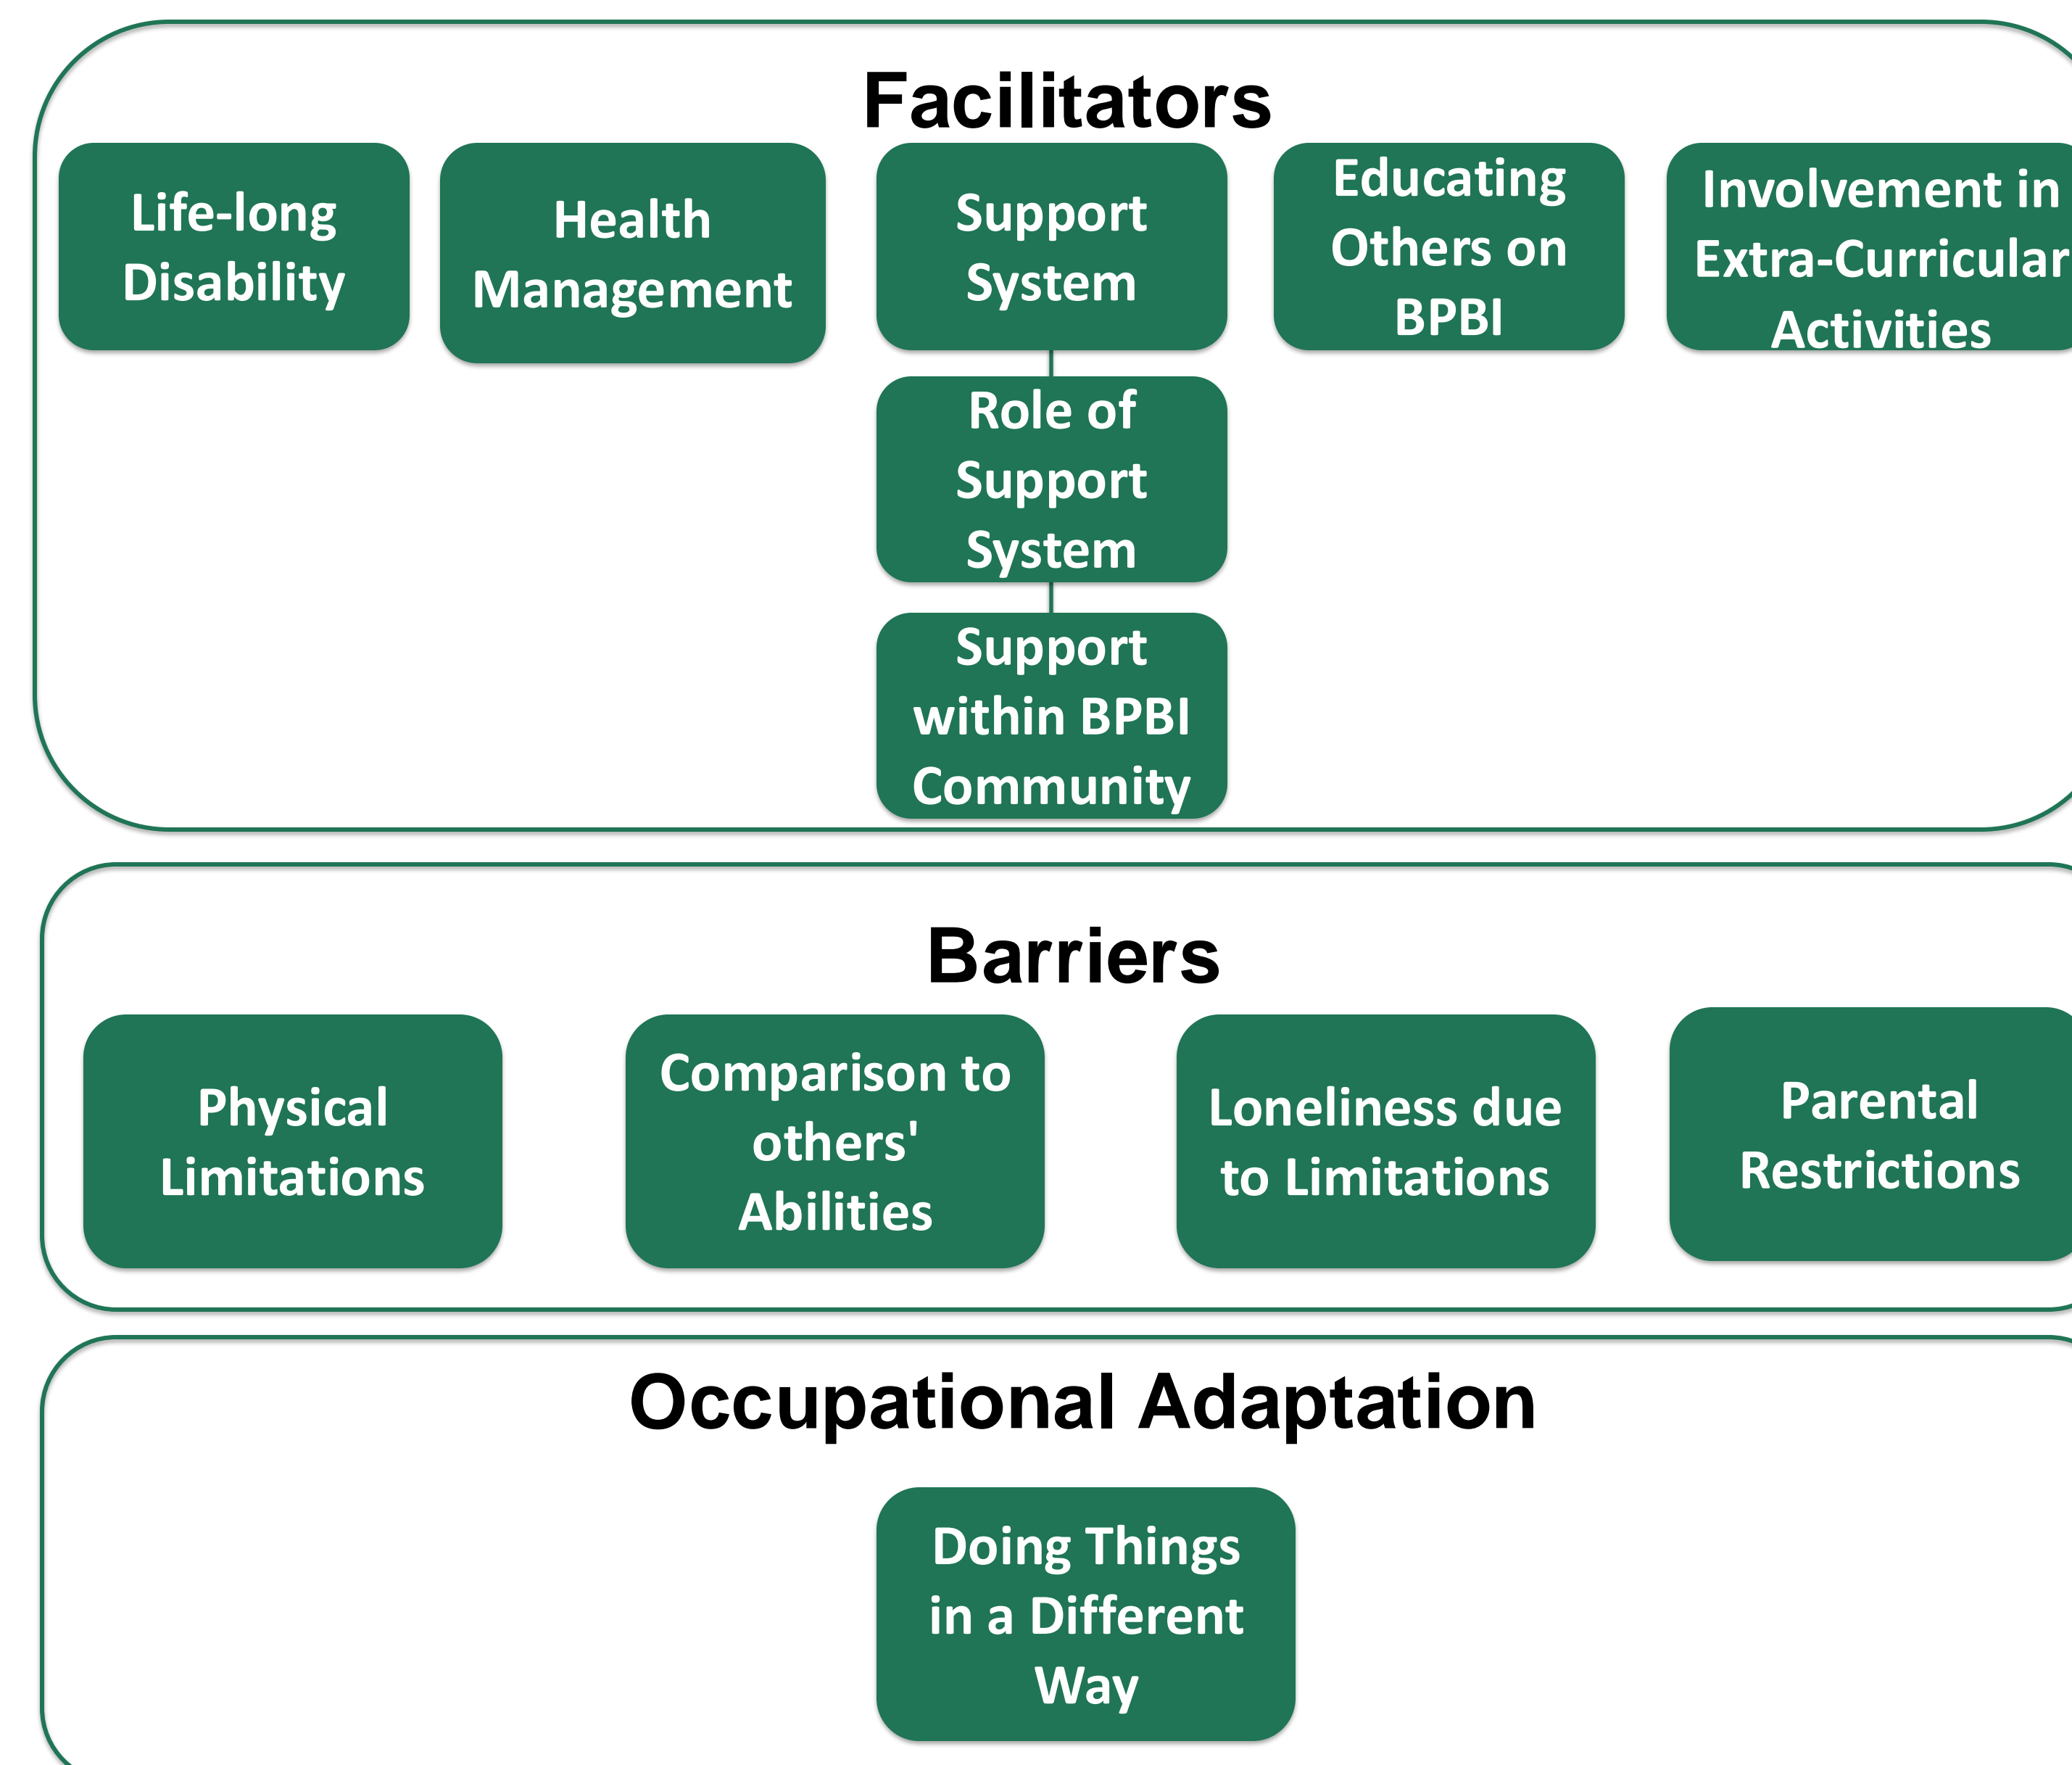 Facilitators
Life-long
Disability
Health
Management
Support
System
Educating
Others on
BPBI
Involvement in
Extra-Curricular
Activities
Role of
Support
System
Support
within BPBI
Community
Barriers
Physical
Limitations
Comparison to
others'
Abilities
Loneliness due
to Limitations
Parental
Restrictions
Occupational Adaptation
Doing Things
in a Different
Way